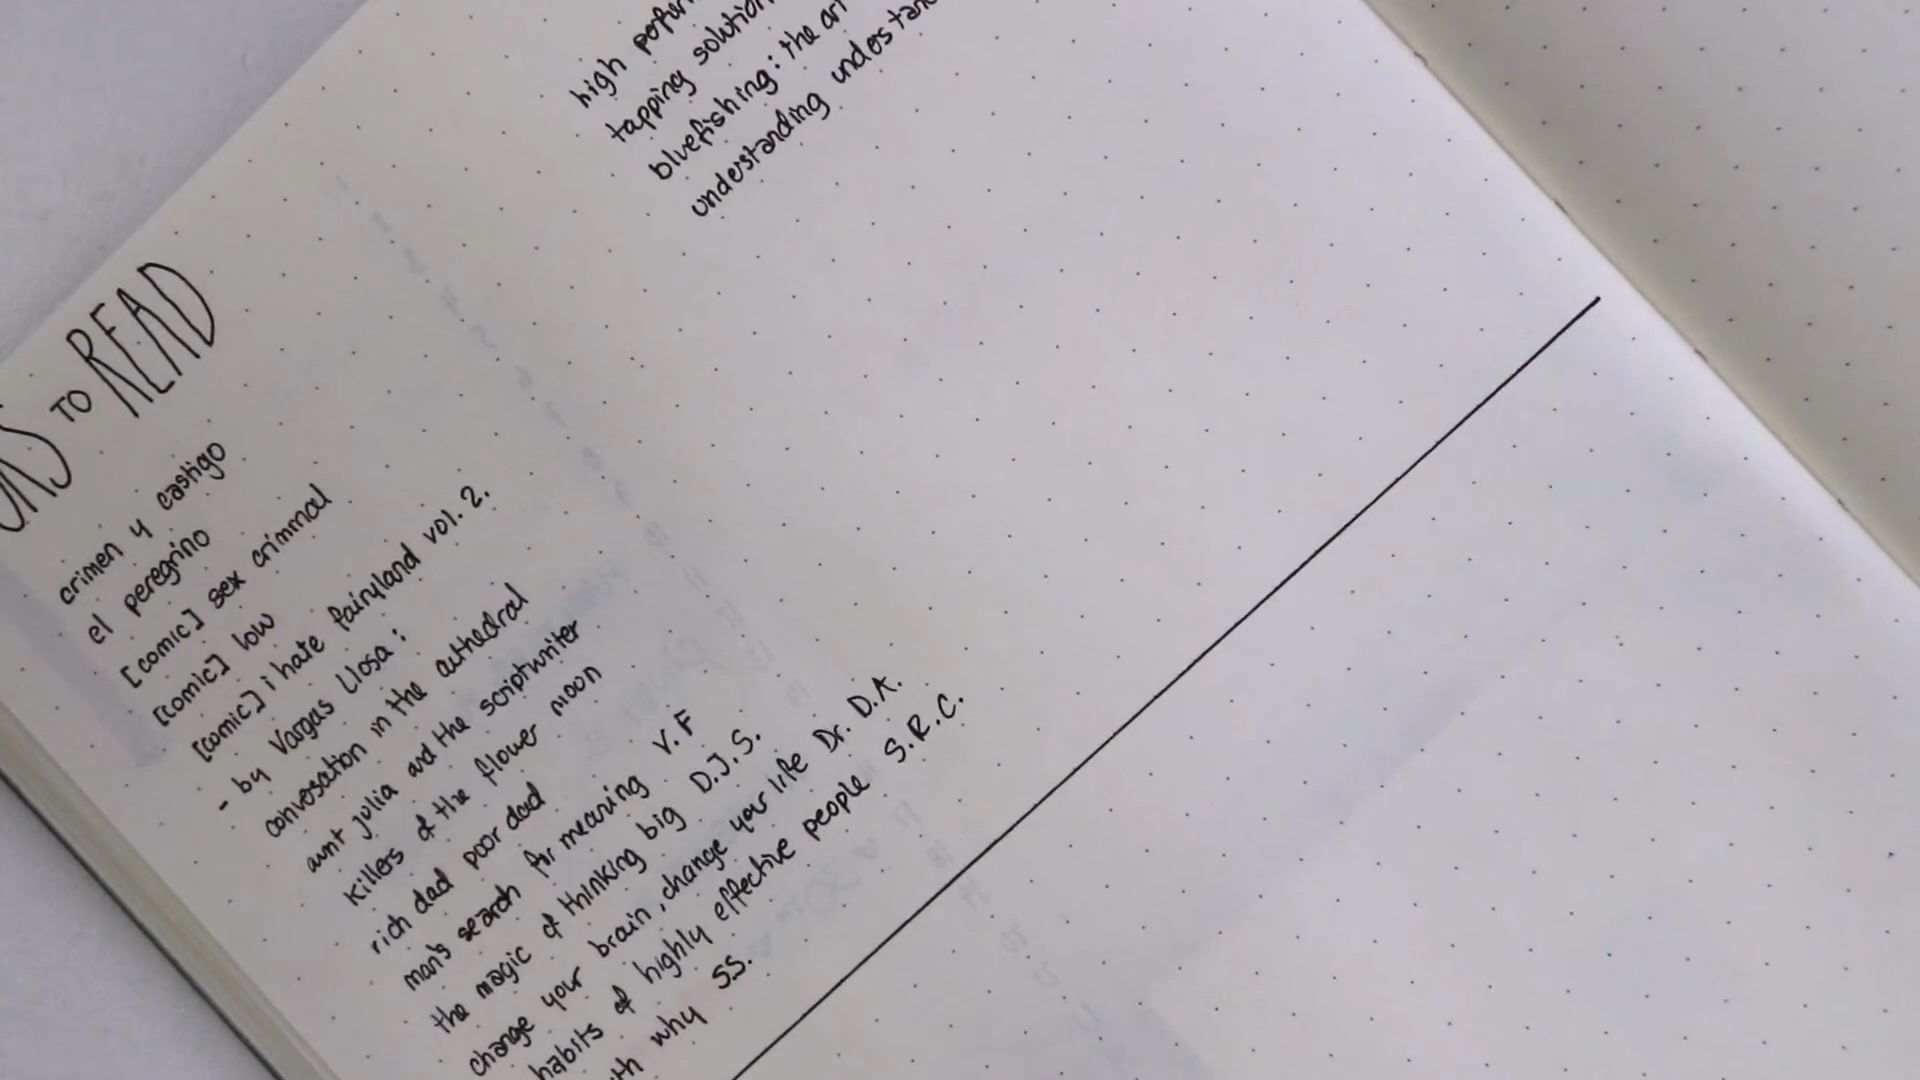 TO READ
crimen y castigo
el peregrino
[comic] sex criminal
[comic] low
[comic] i hate fairyland vol. 2.
- by Vargas Llosa:
conversation in the cathedral
aunt julia and the scriptwriter
killers of the flower moon
rich dad poor dad
man's search for meaning V.F
the magic of thinking big D.J.S.
change your brain, change your life Dr. D.A.
habits of highly effective people S.R.C.
why S.S.
high
tapping solution
bluefishing: the art
understanding